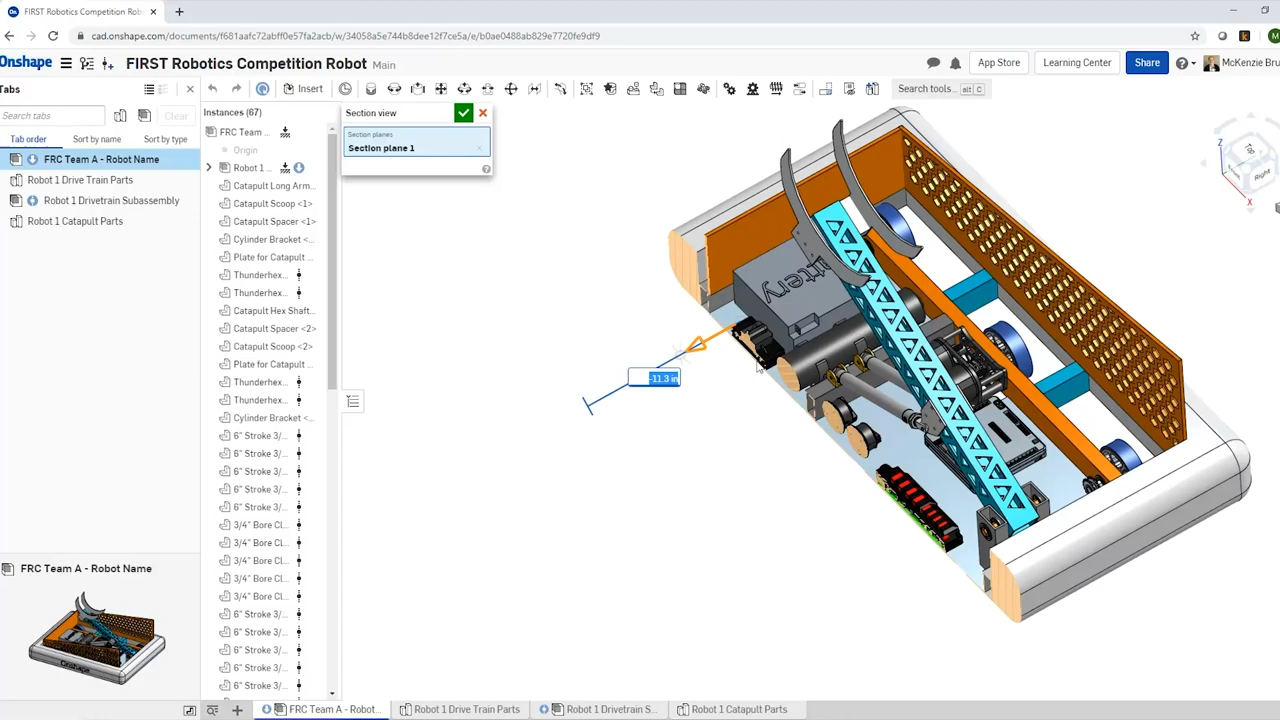 FIRST Robotics Competition Robot
cad.onshape.com/documents/f681aafc72abff0e57fa2acb/w/34058a5e744b8dee12f7ce5a/e/b0ae0488ab829e7720fe9df9
Onshape
FIRST Robotics Competition Robot Main
App Store
Learning Center
Share
McKenzie Bru
Tabs
Insert
Search tools...
alt C
Search tabs
Clear
Tab order
Sort by name
Sort by type
FRC Team A - Robot Name
Robot 1 Drive Train Parts
Robot 1 Drivetrain Subassembly
Robot 1 Catapult Parts
Instances (67)
FRC Team ...
Origin
Robot 1 ...
Catapult Long Arm...
Catapult Scoop <1>
Catapult Spacer <1>
Cylinder Bracket <...
Plate for Catapult ...
Thunderhex...
Thunderhex...
Catapult Hex Shaft...
Catapult Spacer <2>
Catapult Scoop <2>
Plate for Catapult ...
Thunderhex...
Thunderhex...
Cylinder Bracket <...
6" Stroke 3/...
6" Stroke 3/...
6" Stroke 3/...
6" Stroke 3/...
6" Stroke 3/...
3/4" Bore Cl...
3/4" Bore Cl...
3/4" Bore Cl...
3/4" Bore Cl...
3/4" Bore Cl...
6" Stroke 3/...
6" Stroke 3/...
6" Stroke 3/...
6" Stroke 3/...
6" Stroke 3/...
Section view
Section planes
Section plane 1
-11.3 in
Battery
Z
Top
Right
X
FRC Team A - Robot Name
Onshape
FRC Team A - Robot...
Robot 1 Drive Train Parts
Robot 1 Drivetrain S...
Robot 1 Catapult Parts